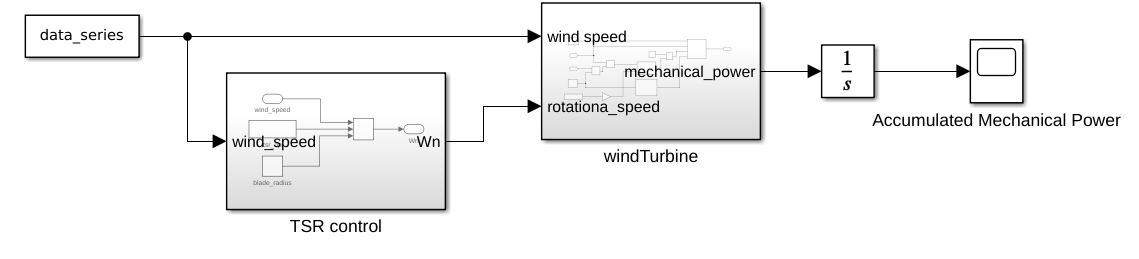 data_series
wind speed
mechanical_power
rotationa_speed
windTurbine
1
s
Accumulated Mechanical Power
wind_speed
wind_speed
Wn
blade_radius
TSR control